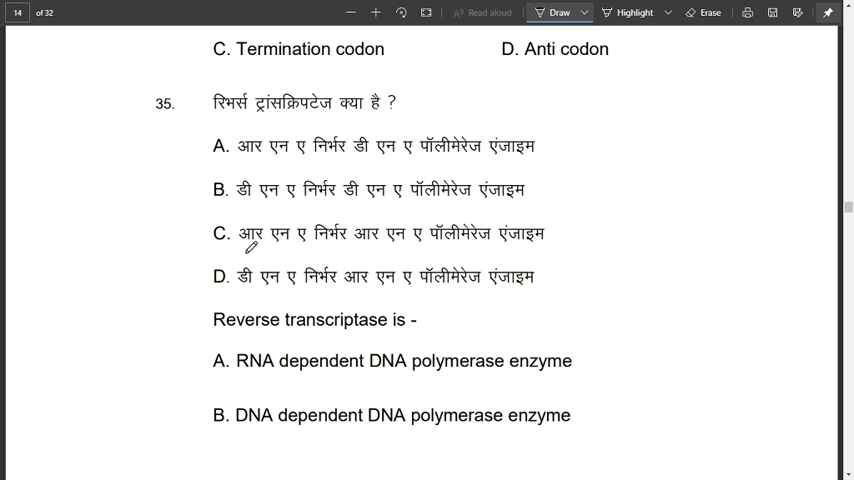 14 of 32 Read aloud Draw Highlight Erase
C. Termination codon D. Anti codon
35. रिभर्स ट्रांसक्रिपटेज क्या है ?
A. आर एन ए निर्भर डी एन ए पॉलीमेरेज एंजाइम
B. डी एन ए निर्भर डी एन ए पॉलीमेरेज एंजाइम
C. आर एन ए निर्भर आर एन ए पॉलीमेरेज एंजाइम
D. डी एन ए निर्भर आर एन ए पॉलीमेरेज एंजाइम
Reverse transcriptase is -
A. RNA dependent DNA polymerase enzyme
B. DNA dependent DNA polymerase enzyme